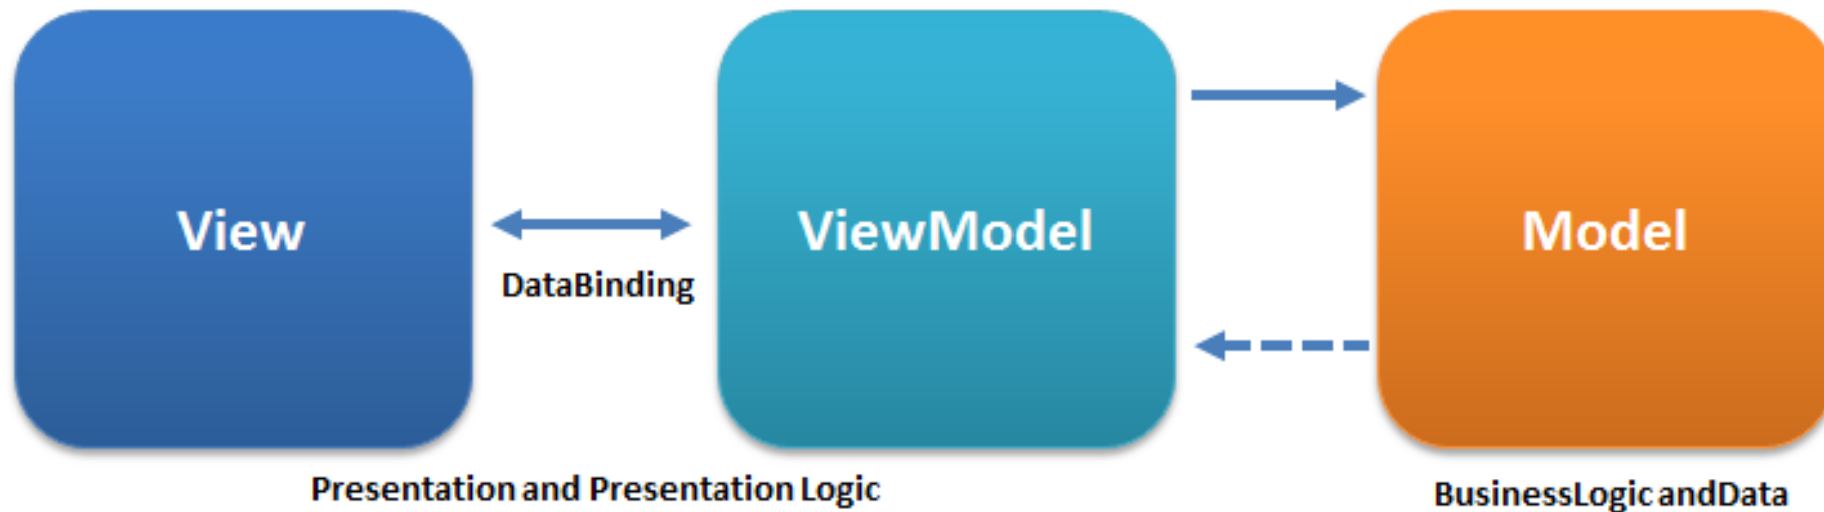 View
ViewModel
Model
DataBinding
Presentation and Presentation Logic
BusinessLogic andData